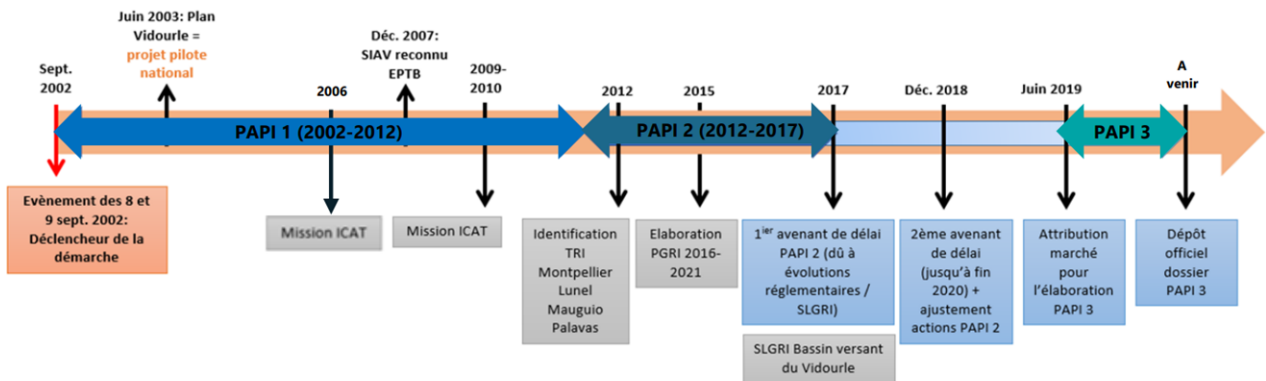 Juin 2003: Plan
Vidourle =
projet pilote
national
Déc. 2007:
SIAV reconnu
EPTB
Sept.
2002
2006
2009-
2010
2012
2015
2017
Déc. 2018
Juin 2019
A
venir
PAPI 1 (2002-2012)
PAPI 2 (2012-2017)
PAPI 3
Evènement des 8 et
9 sept. 2002:
Déclencheur de la
démarche
Mission ICAT
Mission ICAT
Identification
TRI
Montpellier
Lunel
Mauguio
Palavas
Elaboration
PGRI 2016-
2021
1ier avenant de délai
PAPI 2 (dû à
évolutions
réglementaires /
SLGRI)
SLGRI Bassin versant
du Vidourle
2ème avenant
de délai
(jusqu'à fin
2020) +
ajustement
actions PAPI 2
Attribution
marché
pour
l'élaboration
PAPI 3
Dépôt
officiel
dossier
PAPI 3